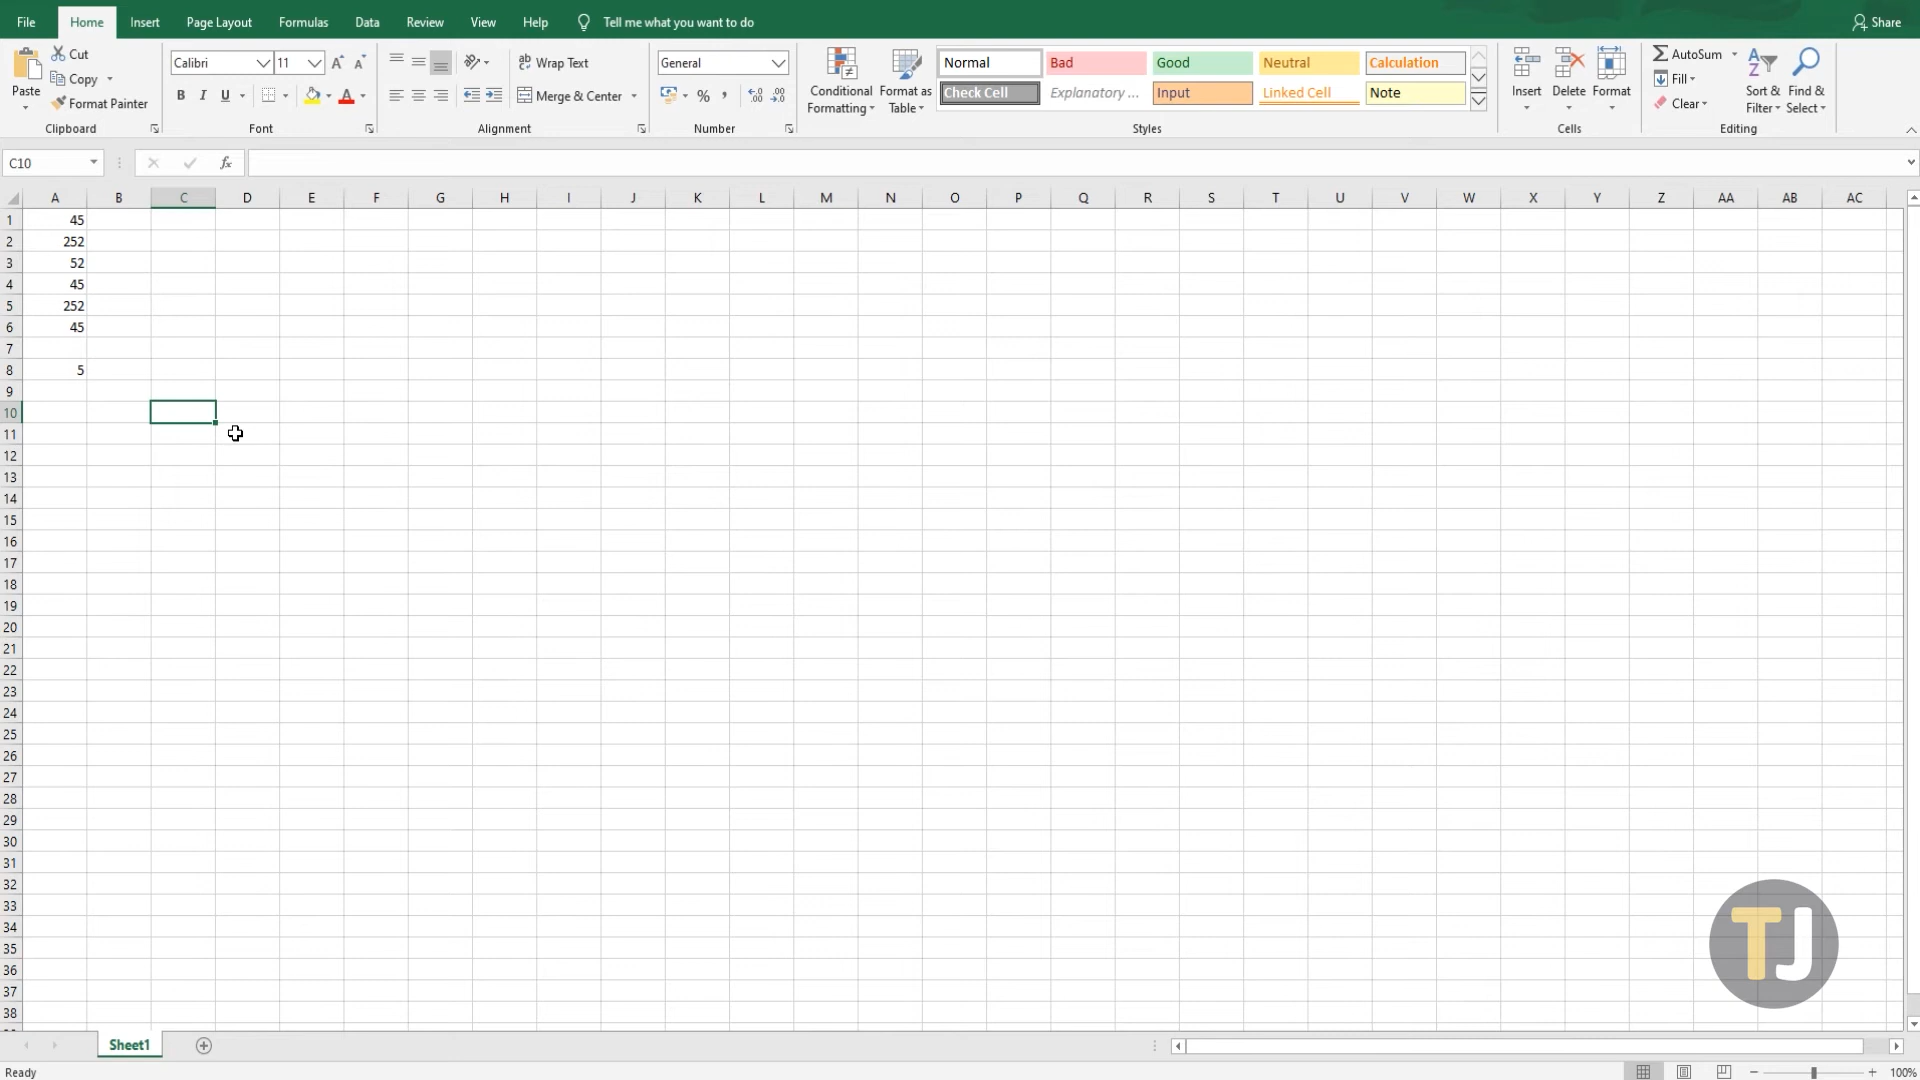 File Home Insert Page Layout Formulas Data Review View Help Tell me what you want to do Share
Paste Cut Copy Format Painter Clipboard
Calibri 11 B I U Font
ab Wrap Text Merge & Center Alignment
General % , Number
Conditional Formatting Format as Table
Normal Bad Good Neutral Calculation
Check Cell Explanatory ... Input Linked Cell Note
Styles
Insert Delete Format Cells
AutoSum Fill Clear Sort & Filter Find & Select Editing
C10 fx
A B C D E F G H I J K L M N O P Q R S T U V W X Y Z AA AB AC
1 45
2 252
3 52
4 45
5 252
6 45
7
8 5
9
10
11
12
13
14
15
16
17
18
19
20
21
22
23
24
25
26
27
28
29
30
31
32
33
34
35
36
37
38
TJ
Sheet1
Ready 100%